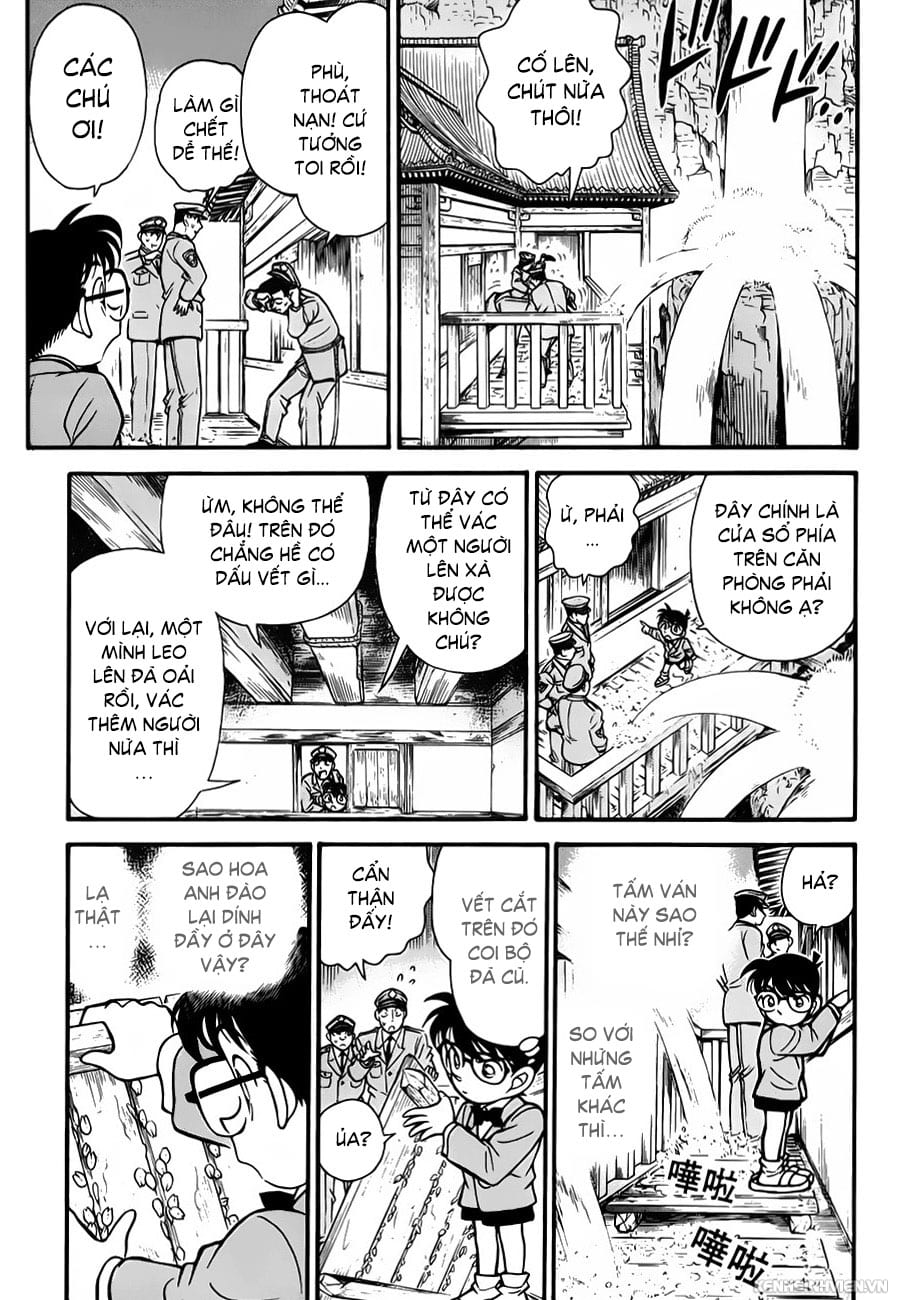 ドドド…
CỐ LÊN,
CHÚT NỮA
THÔI!
PHÙ,
THOÁT
NẠN! CỨ
TƯỞNG
TOI RỒI!
LÀM GÌ
CHẾT
DỄ THẾ!
CÁC
CHÚ
ƠI!
ĐÂY CHÍNH LÀ
CỬA SỔ PHÍA
TRÊN CĂN
PHÒNG PHẢI
KHÔNG Ạ?
Ừ, PHẢI
...
TỪ ĐÂY CÓ
THỂ VÁC
MỘT NGƯỜI
LÊN XÀ
ĐƯỢC
KHÔNG
CHÚ?
ỪM, KHÔNG THỂ
ĐÂU! TRÊN ĐÓ
CHẲNG HỀ CÓ
DẤU VẾT GÌ...
VỚI LẠI, MỘT
MÌNH LEO
LÊN ĐÃ OẢI
RỒI, VÁC
THÊM NGƯỜI
NỮA THÌ
...
HẢ?
TẤM VÁN
NÀY SAO
THẾ NHỈ?
SO VỚI
NHỮNG
TẤM
KHÁC
THÌ...
嘩啦
嘩啦
VẾT CẮT
TRÊN ĐÓ
COI BỘ
ĐÃ CŨ.
CẨN
THẬN
ĐẤY!
ỦA?
SAO HOA
ANH ĐÀO
LẠI DÍNH
ĐẦY Ở ĐÂY
VẬY?
LẠ
THẬT
...